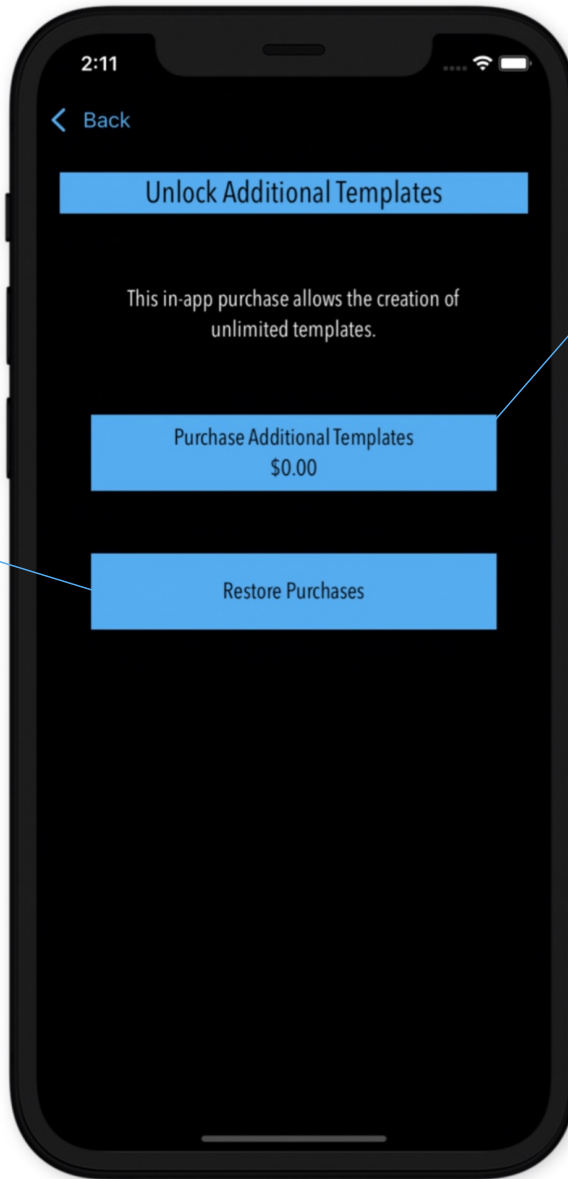 2:11
Back
Unlock Additional Templates
This in-app purchase allows the creation of
unlimited templates.
Purchase Additional Templates
$0.00
Restore Purchases